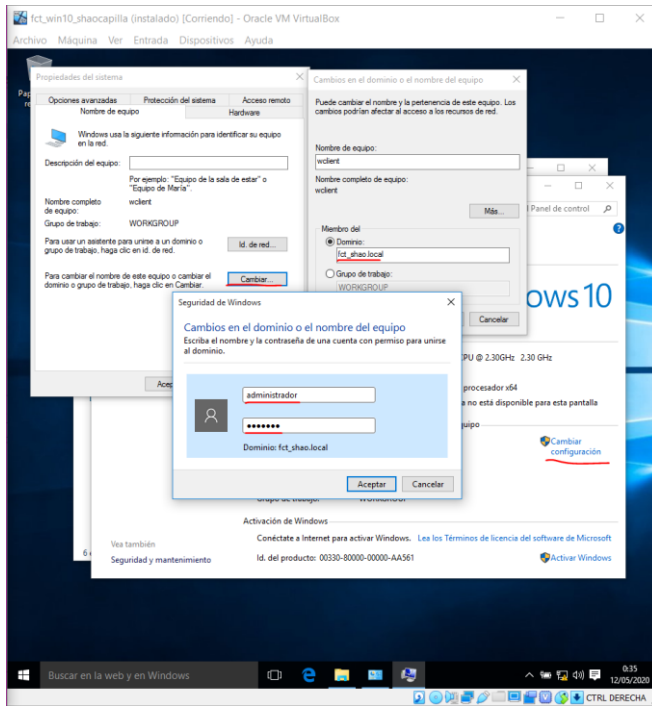 fct_win10_shaocapilla (instalado) [Corriendo] - Oracle VM VirtualBox
Archivo Máquina Ver Entrada Dispositivos Ayuda
Propiedades del sistema
Opciones avanzadas Protección del sistema Acceso remoto
Nombre de equipo Hardware
Windows usa la siguiente información para identificar su equipo
en la red.
Descripción del equipo:
Por ejemplo: "Equipo de la sala de estar" o
"Equipo de María".
Nombre completo wclient
de equipo:
Grupo de trabajo: WORKGROUP
Para usar un asistente para unirse a un dominio o
grupo de trabajo, haga clic en Id. de red.
Id. de red...
Para cambiar el nombre de este equipo o cambiar el
dominio o grupo de trabajo, haga clic en Cambiar.
Cambiar...
Cambios en el dominio o el nombre del equipo
Puede cambiar el nombre y la pertenencia de este equipo. Los
cambios podrían afectar al acceso a los recursos de red.
Nombre de equipo:
wclient
Nombre completo de equipo:
wclient
Más...
Miembro del
Dominio:
fct_shao.local
Grupo de trabajo:
WORKGROUP
Cancelar
Panel de control
ows 10
Seguridad de Windows
Cambios en el dominio o el nombre del equipo
Escriba el nombre y la contraseña de una cuenta con permiso para unirse
al dominio.
administrador
•••••••
Dominio: fct_shao.local
Aceptar Cancelar
CPU @ 2.30GHz 2.30 GHz
procesador x64
a no está disponible para esta pantalla
Cambiar
configuración
Activación de Windows
Conéctate a Internet para activar Windows. Lea los Términos de licencia del software de Microsoft
Id. del producto: 00330-80000-00000-AA561 Activar Windows
Vea también
Seguridad y mantenimiento
Buscar en la web y en Windows
0:35
12/05/2020
CTRL DERECHA